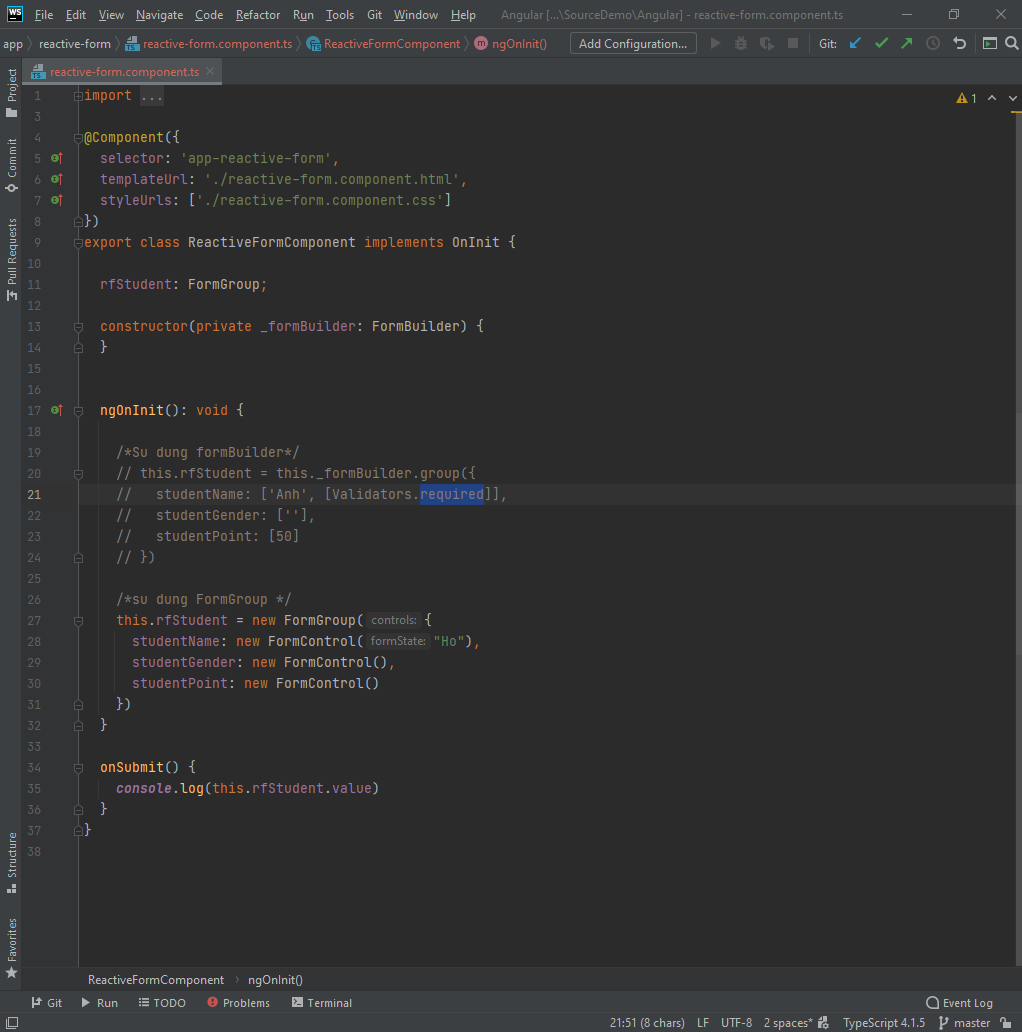 WS File Edit View Navigate Code Refactor Run Tools Git Window Help Angular [...\SourceDemo\Angular] - reactive-form.component.ts
app reactive-form reactive-form.component.ts ReactiveFormComponent m ngOnInit() Add Configuration... Git:
reactive-form.component.ts
Project
Commit
Pull Requests
Structure
Favorites
1 import ...
1
3
4 @Component({
5 selector: 'app-reactive-form',
6 templateUrl: './reactive-form.component.html',
7 styleUrls: ['./reactive-form.component.css']
8 })
9 export class ReactiveFormComponent implements OnInit {
10
11 rfStudent: FormGroup;
12
13 constructor(private _formBuilder: FormBuilder) {
14 }
15
16
17 ngOnInit(): void {
18
19 /*Su dung formBuilder*/
20 // this.rfStudent = this._formBuilder.group({
21 //   studentName: ['Anh', [Validators.required]],
22 //   studentGender: [''],
23 //   studentPoint: [50]
24 // })
25
26 /*su dung FormGroup */
27 this.rfStudent = new FormGroup( controls: {
28 studentName: new FormControl( formState: "Ho"),
29 studentGender: new FormControl(),
30 studentPoint: new FormControl()
31 })
32 }
33
34 onSubmit() {
35 console.log(this.rfStudent.value)
36 }
37 }
38
ReactiveFormComponent ngOnInit()
Git Run TODO Problems Terminal Event Log
21:51 (8 chars) LF UTF-8 2 spaces* TypeScript 4.1.5 master